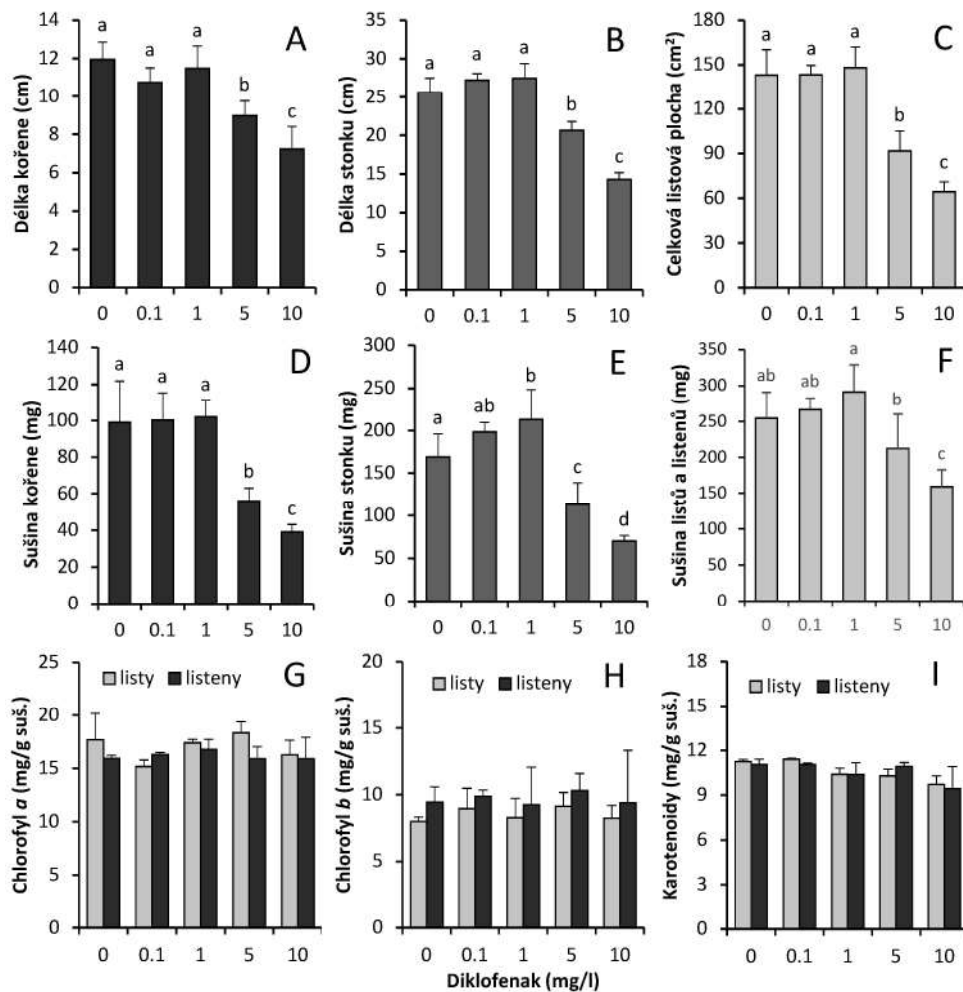 A
Délka kořene (cm)
14
12
10
8
6
4
2
0
a
a
a
b
c
0 0.1 1 5 10
B
Délka stonku (cm)
35
30
25
20
15
10
5
0
a
a
a
b
c
0 0.1 1 5 10
C
Celková listová plocha (cm²)
180
150
120
90
60
30
0
a
a
a
b
c
0 0.1 1 5 10
D
Sušina kořene (mg)
140
120
100
80
60
40
20
0
a
a
a
b
c
0 0.1 1 5 10
E
Sušina stonku (mg)
300
250
200
150
100
50
0
a
ab
b
c
d
0 0.1 1 5 10
F
Sušina listů a listenů (mg)
350
300
250
200
150
100
50
0
ab
ab
a
b
c
0 0.1 1 5 10
G
listy listeny
Chlorofyl a (mg/g suš.)
25
20
15
10
5
0
0 0.1 1 5 10
H
listy listeny
Chlorofyl b (mg/g suš.)
20
15
10
5
0
0 0.1 1 5 10
I
listy listeny
Karotenoidy (mg/g suš.)
18
15
12
9
6
3
0
0 0.1 1 5 10
Diklofenak (mg/l)